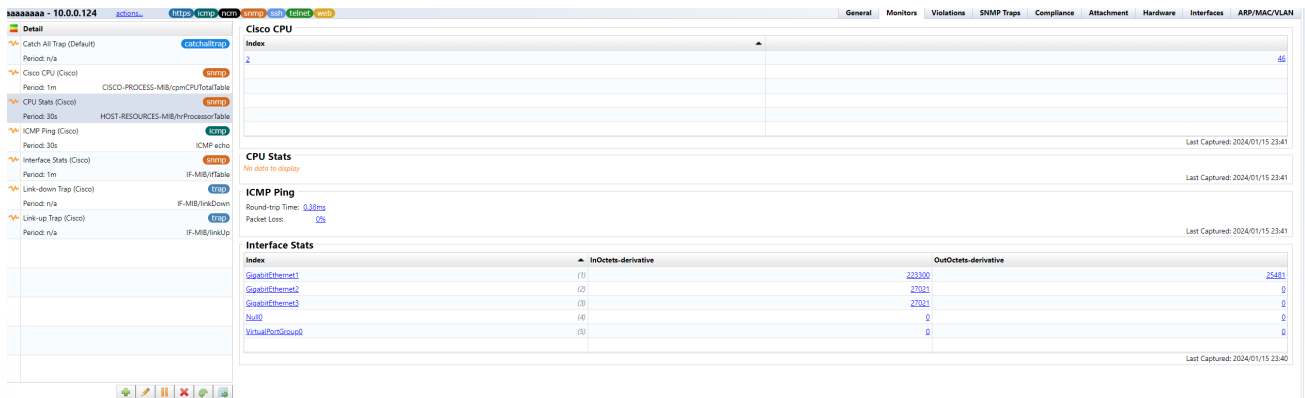 aaaaaaaa - 10.0.0.124 actions... https icmp ncm snmp ssh telnet web
General Monitors Violations SNMP Traps Compliance Attachment Hardware Interfaces ARP/MAC/VLAN
Detail
Catch All Trap (Default) catchalltrap
Period: n/a
Cisco CPU (Cisco) snmp
Period: 1m CISCO-PROCESS-MIB/cpmCPUTotalTable
CPU Stats (Cisco) snmp
Period: 30s HOST-RESOURCES-MIB/hrProcessorTable
ICMP Ping (Cisco) icmp
Period: 30s ICMP echo
Interface Stats (Cisco) snmp
Period: 1m IF-MIB/ifTable
Link-down Trap (Cisco) trap
Period: n/a IF-MIB/linkDown
Link-up Trap (Cisco) trap
Period: n/a IF-MIB/linkUp
Cisco CPU
Index
2 46
Last Captured: 2024/01/15 23:41
CPU Stats
No data to display
Last Captured: 2024/01/15 23:41
ICMP Ping
Round-trip Time: 0.38ms
Packet Loss: 0%
Last Captured: 2024/01/15 23:41
Interface Stats
Index InOctets-derivative OutOctets-derivative
GigabitEthernet1 (1) 223300 25481
GigabitEthernet2 (2) 27021 0
GigabitEthernet3 (3) 27021 0
Null0 (4) 0 0
VirtualPortGroup0 (5) 0 0
Last Captured: 2024/01/15 23:40